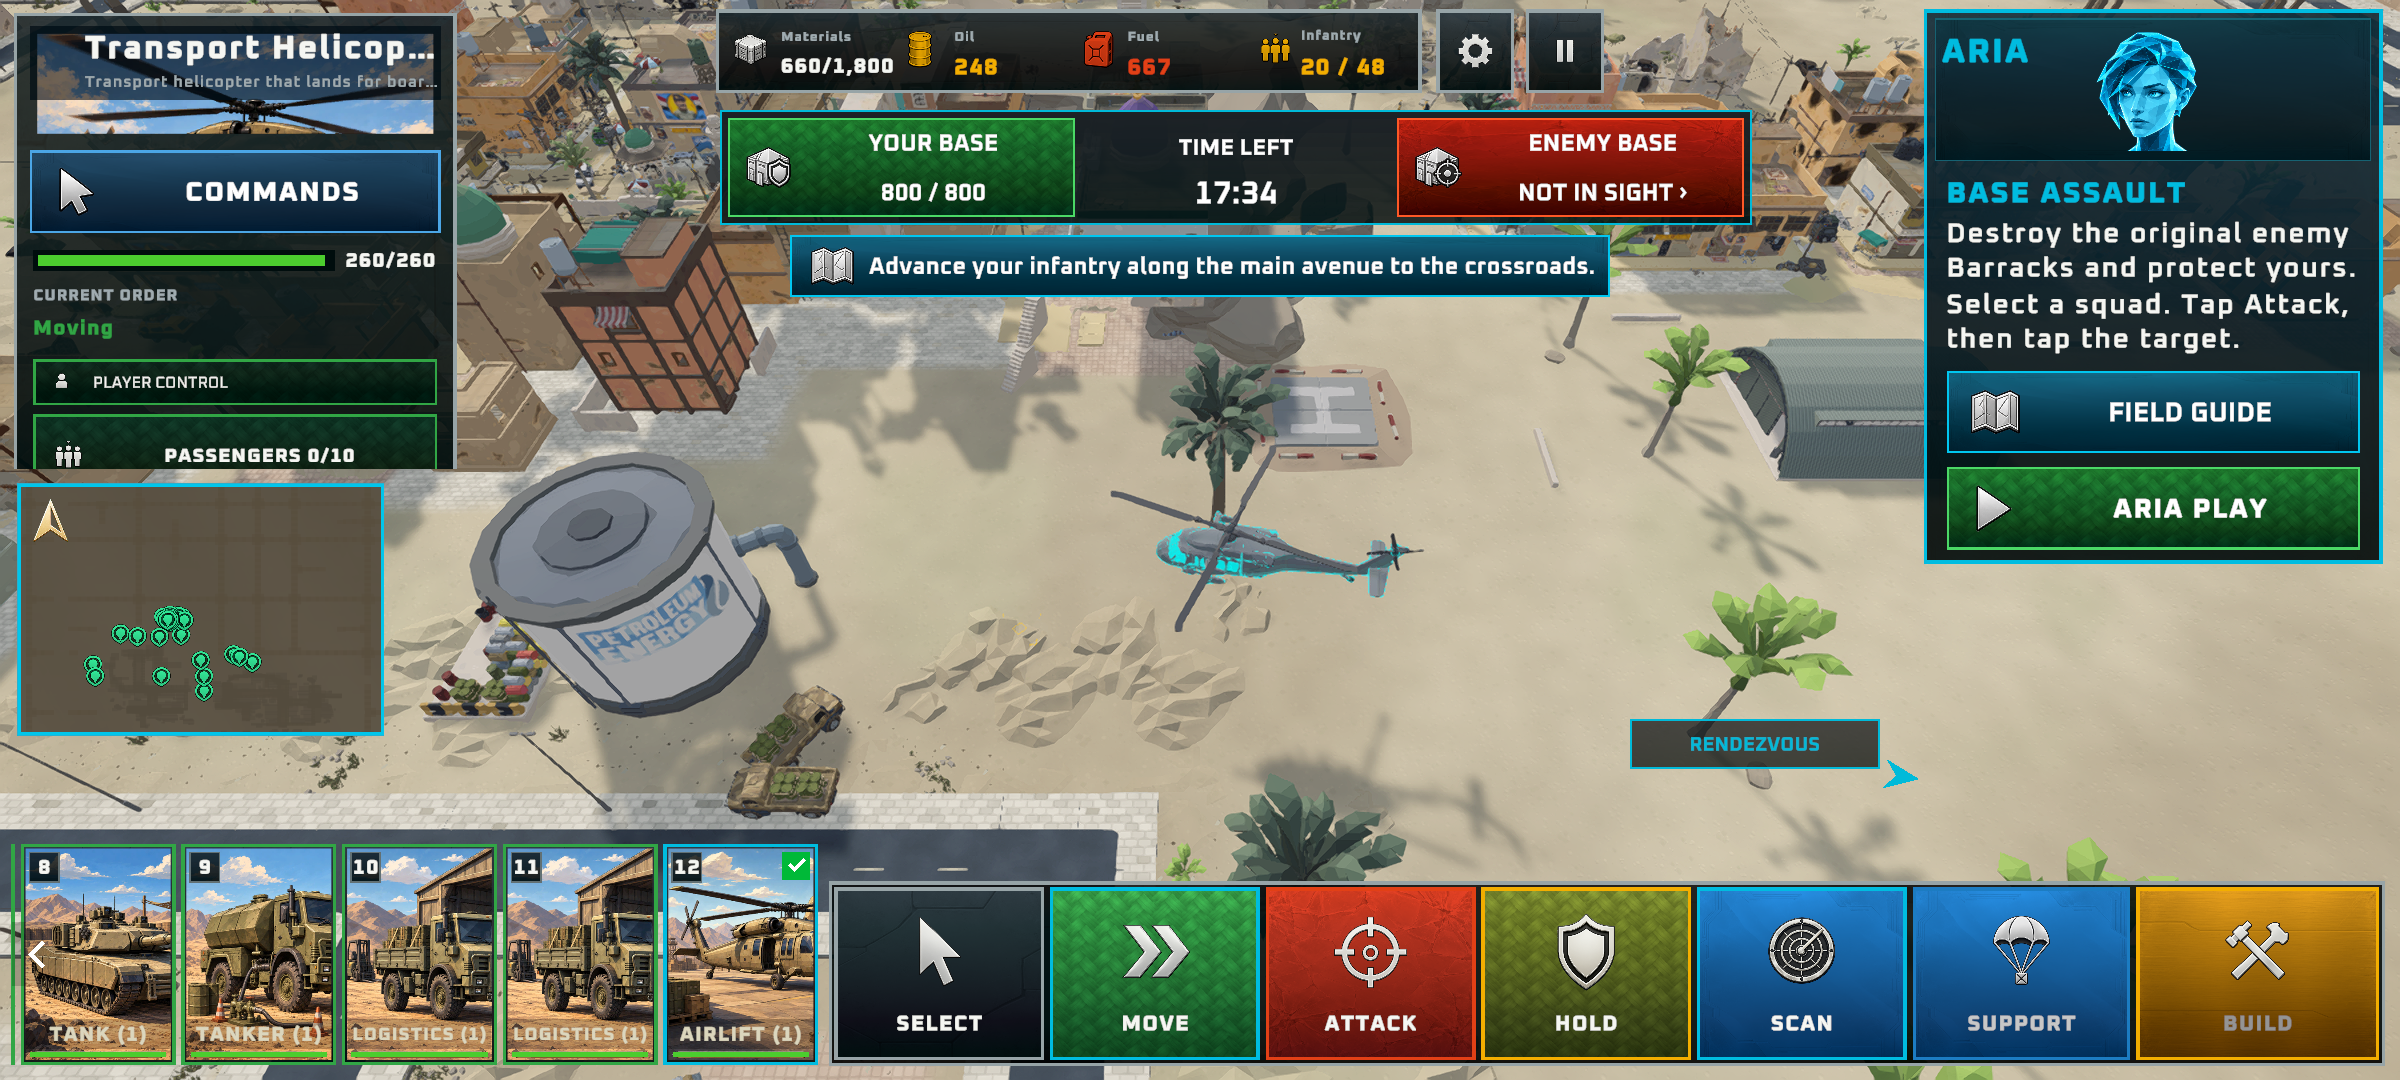 Transport Helicop...
Transport helicopter that lands for boar...
COMMANDS
260/260
CURRENT ORDER
Moving
PLAYER CONTROL
PASSENGERS 0/10
Materials
660/1,800
Oil
248
Fuel
667
Infantry
20 / 48
YOUR BASE
800 / 800
TIME LEFT
17:34
ENEMY BASE
NOT IN SIGHT ›
Advance your infantry along the main avenue to the crossroads.
ARIA
BASE ASSAULT
Destroy the original enemy
Barracks and protect yours.
Select a squad. Tap Attack,
then tap the target.
FIELD GUIDE
ARIA PLAY
PETROLEUM
ENERGY
H
RENDEZVOUS
8
TANK (1)
9
TANKER (1)
10
LOGISTICS (1)
11
LOGISTICS (1)
12
AIRLIFT (1)
SELECT
MOVE
ATTACK
HOLD
SCAN
SUPPORT
BUILD